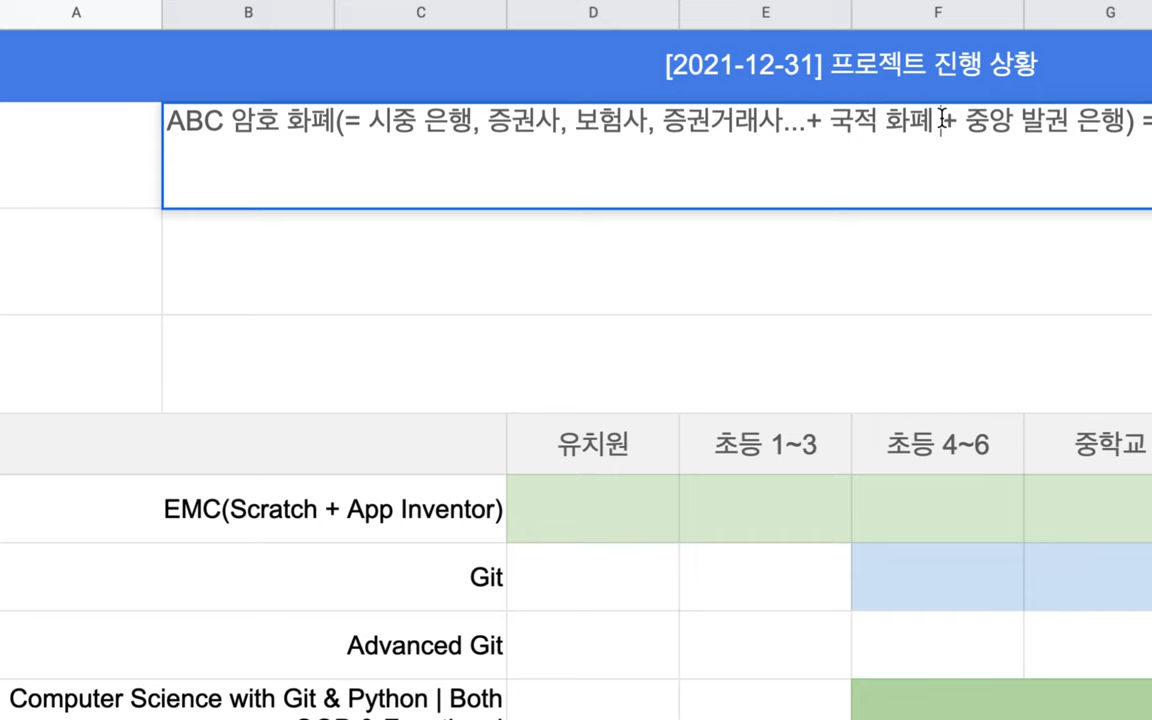 A B C D E F G
[2021-12-31] 프로젝트 진행 상황
ABC 암호 화폐(= 시중 은행, 증권사, 보험사, 증권거래사...+ 국적 화폐 + 중앙 발권 은행) =
유치원 초등 1~3 초등 4~6 중학교
EMC(Scratch + App Inventor)
Git
Advanced Git
Computer Science with Git & Python | Both